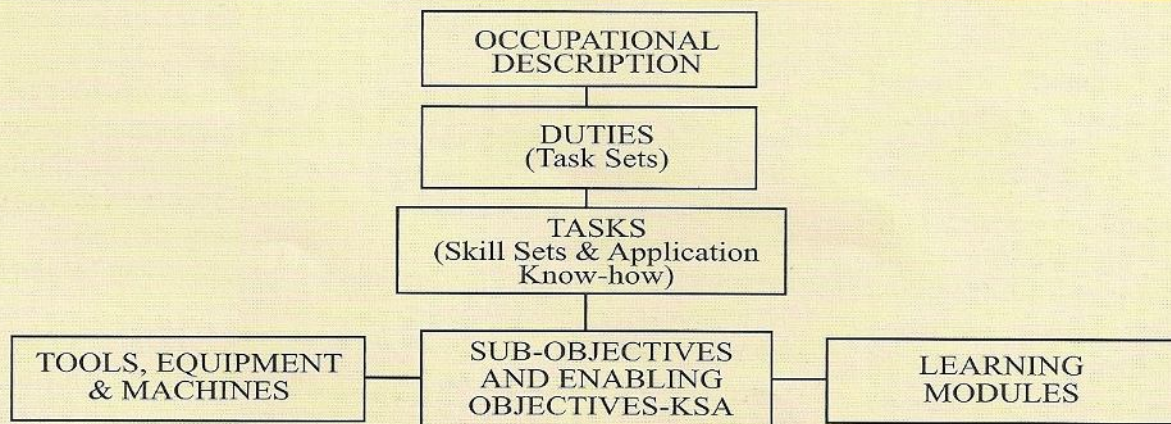 OCCUPATIONAL
DESCRIPTION
DUTIES
(Task Sets)
TASKS
(Skill Sets & Application
Know-how)
TOOLS, EQUIPMENT
& MACHINES
SUB-OBJECTIVES
AND ENABLING
OBJECTIVES-KSA
LEARNING
MODULES